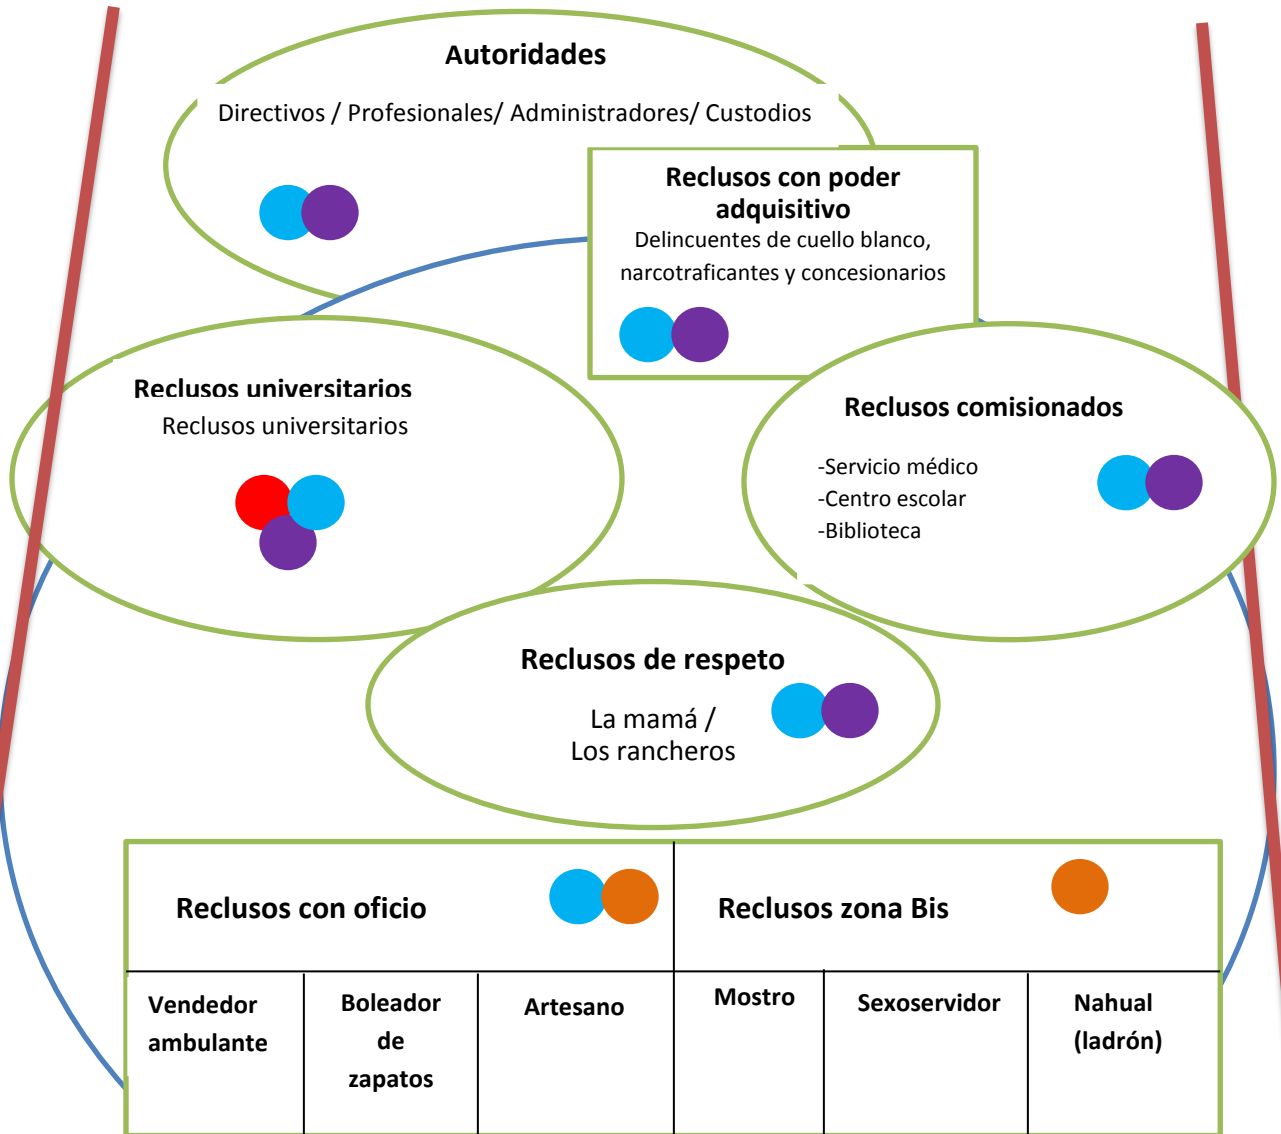 Autoridades
Directivos / Profesionales/ Administradores/ Custodios
Reclusos con poder
adquisitivo
Delincuentes de cuello blanco,
narcotraficantes y concesionarios
Reclusos universitarios
Reclusos universitarios
Reclusos comisionados
-Servicio médico
-Centro escolar
-Biblioteca
Reclusos de respeto
La mamá /
Los rancheros
Reclusos con oficio
Reclusos zona Bis
Vendedor
ambulante
Boleador
de
zapatos
Artesano
Mostro
Sexoservidor
Nahual
(ladrón)